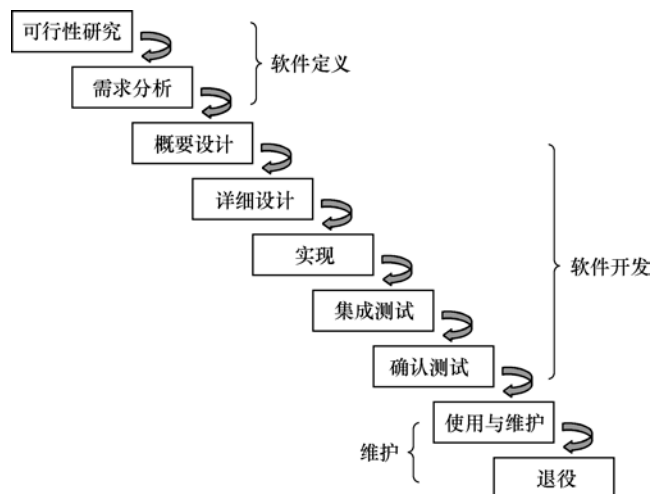 可行性研究
软件定义
需求分析
概要设计
详细设计
实现
软件开发
集成测试
确认测试
使用与维护
维护
退役